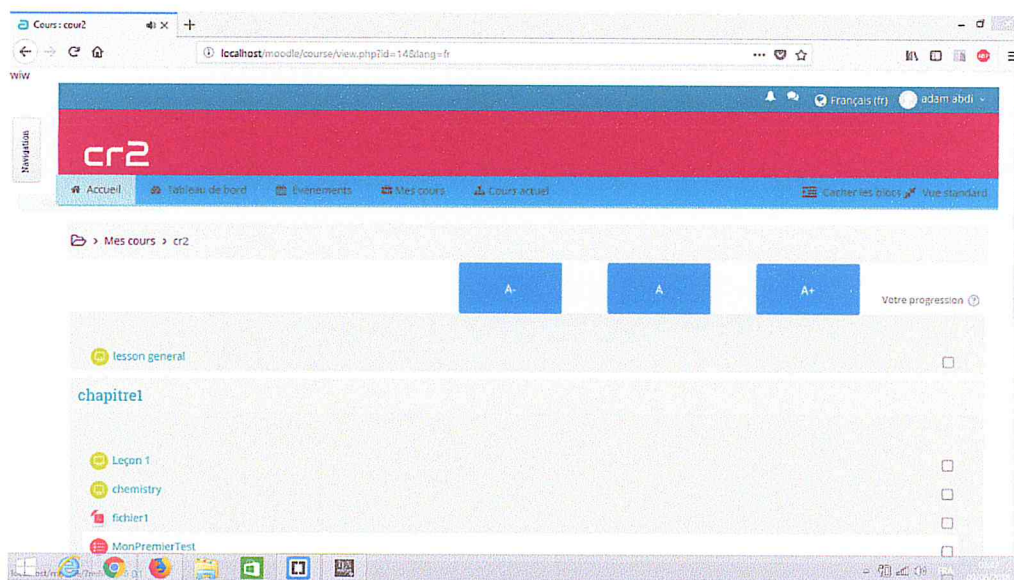 Cours : cour2
localhost/moodle/course/view.php?id=14&lang=fr
wiw
Français (fr) adam abdi
Navigation
cr2
Accueil Tableau de bord Événements Mes cours Cours actuel Cacher les blocs Vue standard
> Mes cours > cr2
A- A A+
Votre progression
lesson general
chapitre1
Leçon 1
chemistry
fichier1
MonPremierTest